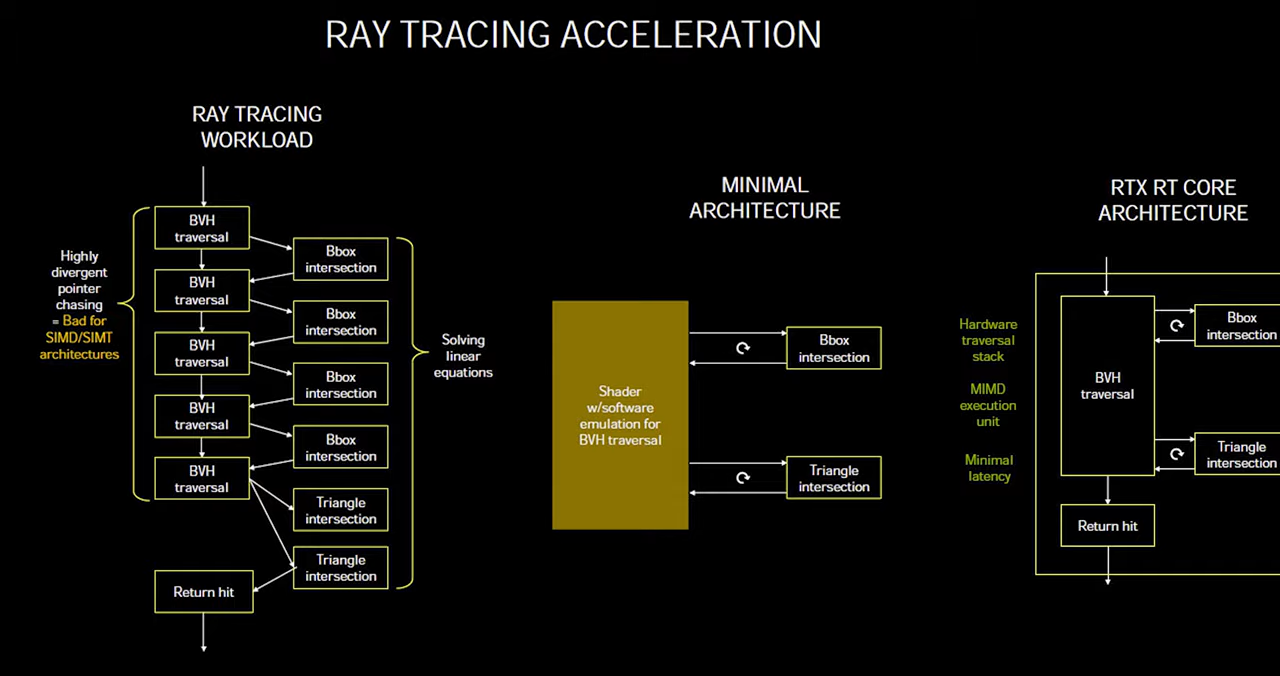 RAY TRACING ACCELERATION
RAY TRACING
WORKLOAD
BVH
traversal
Bbox
intersection
BVH
traversal
Bbox
intersection
BVH
traversal
Bbox
intersection
BVH
traversal
Bbox
intersection
BVH
traversal
Triangle
intersection
Triangle
intersection
Return hit
Highly
divergent
pointer
chasing
= Bad for
SIMD/SIMT
architectures
Solving
linear
equations
MINIMAL
ARCHITECTURE
Shader
w/software
emulation for
BVH traversal
Bbox
intersection
Triangle
intersection
RTX RT CORE
ARCHITECTURE
Hardware
traversal
stack
MIMD
execution
unit
Minimal
latency
BVH
traversal
Bbox
intersection
Triangle
intersection
Return hit